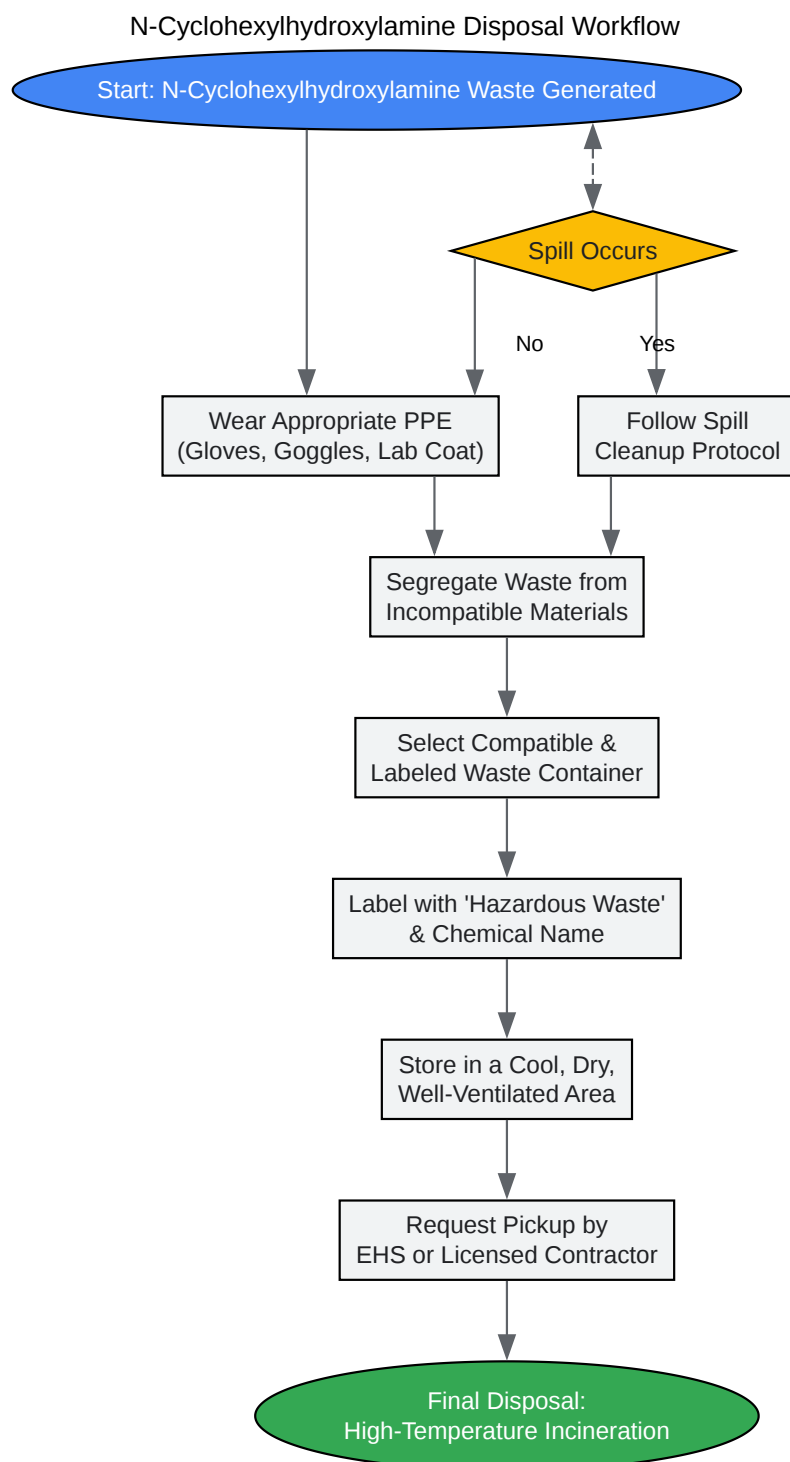 N-Cyclohexylhydroxylamine Disposal Workflow
Start: N-Cyclohexylhydroxylamine Waste Generated
Spill Occurs
No
Yes
Wear Appropriate PPE
(Gloves, Goggles, Lab Coat)
Follow Spill
Cleanup Protocol
Segregate Waste from
Incompatible Materials
Select Compatible &
Labeled Waste Container
Label with 'Hazardous Waste'
& Chemical Name
Store in a Cool, Dry,
Well-Ventilated Area
Request Pickup by
EHS or Licensed Contractor
Final Disposal:
High-Temperature Incineration